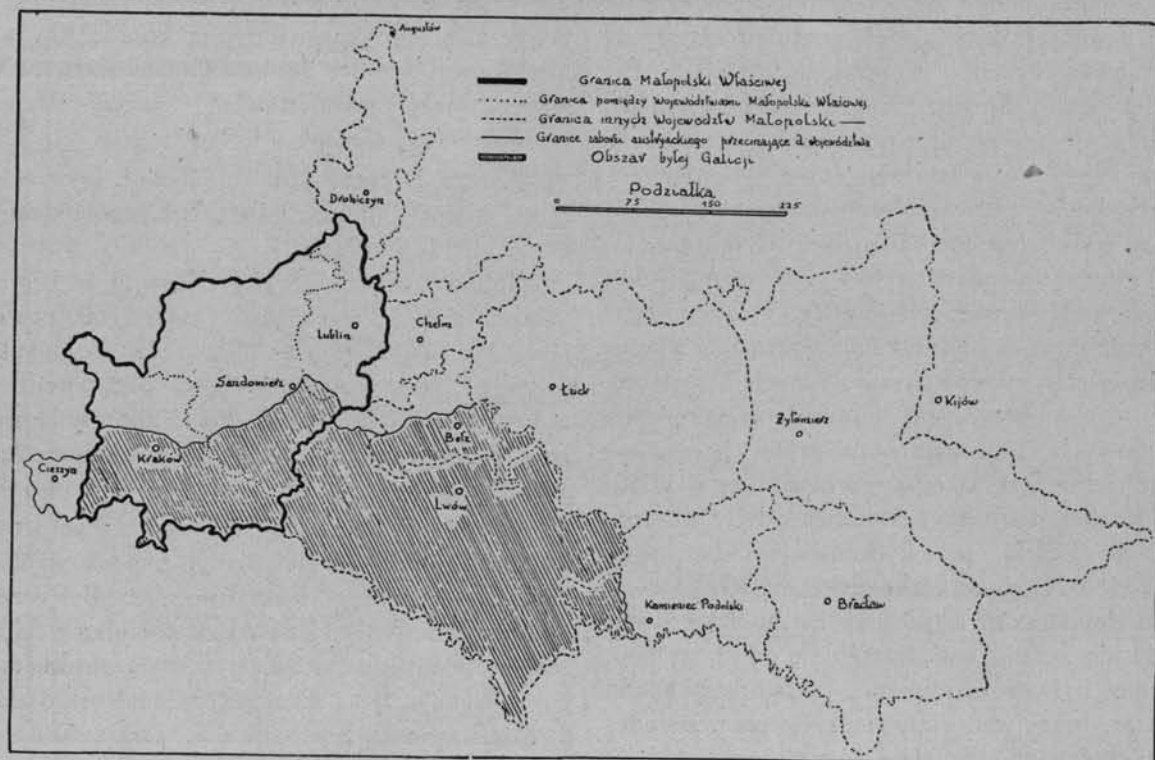 Augustów
Granica Małopolski Właściwej
Granica pomiędzy Województwami Małopolski Właściwej
Granica innych Województw Małopolski
Granice zaboru austryjackiego przecinające 2 województwa
Obszar byłej Galicji
Podziałka
0 75 150 225
Drohiczyn
Lublin
Chełm
Sandomierz
Łuck
Kijów
Żytomierz
Bełz
Kraków
Cieszyn
Lwów
Kamieniec Podolski
Bracław